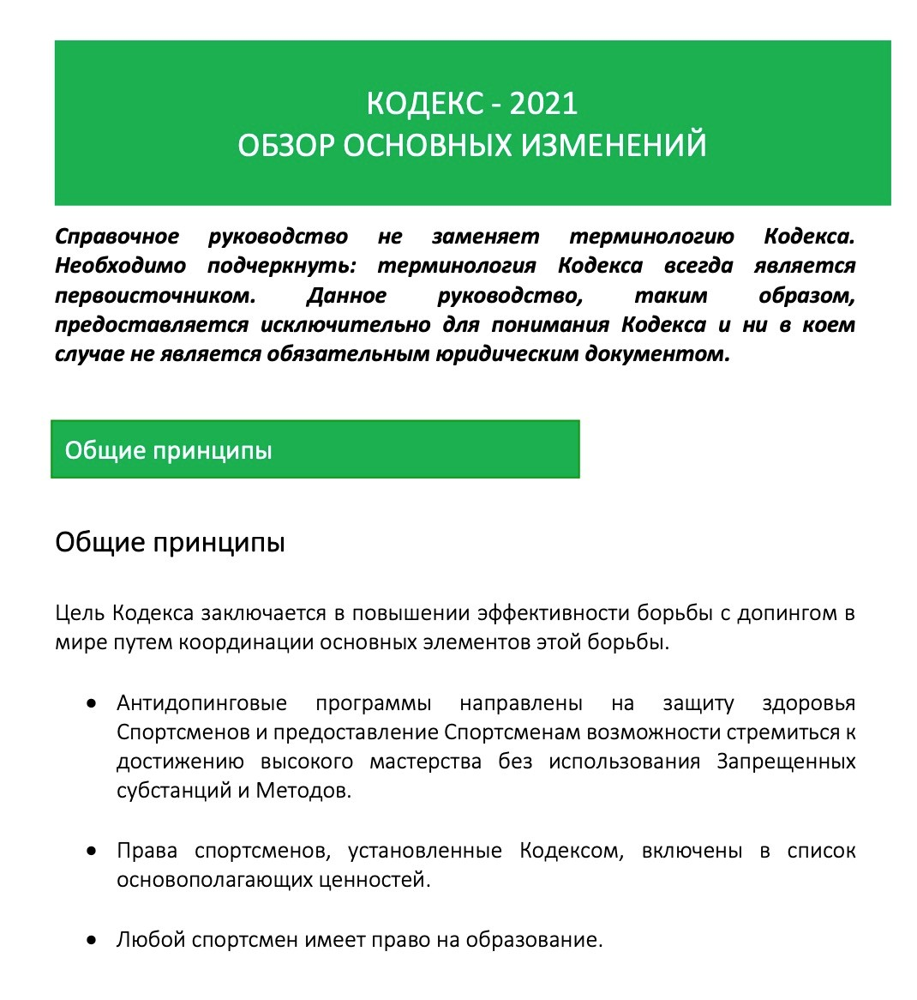 КОДЕКС - 2021
ОБЗОР ОСНОВНЫХ ИЗМЕНЕНИЙ
Справочное руководство не заменяет терминологию Кодекса.
Необходимо подчеркнуть: терминология Кодекса всегда является
первоисточником. Данное руководство, таким образом,
предоставляется исключительно для понимания Кодекса и ни в коем
случае не является обязательным юридическим документом.
Общие принципы
Общие принципы
Цель Кодекса заключается в повышении эффективности борьбы с допингом в
мире путем координации основных элементов этой борьбы.
• Антидопинговые программы направлены на защиту здоровья
Спортсменов и предоставление Спортсменам возможности стремиться к
достижению высокого мастерства без использования Запрещенных
субстанций и Методов.
• Права спортсменов, установленные Кодексом, включены в список
основополагающих ценностей.
• Любой спортсмен имеет право на образование.